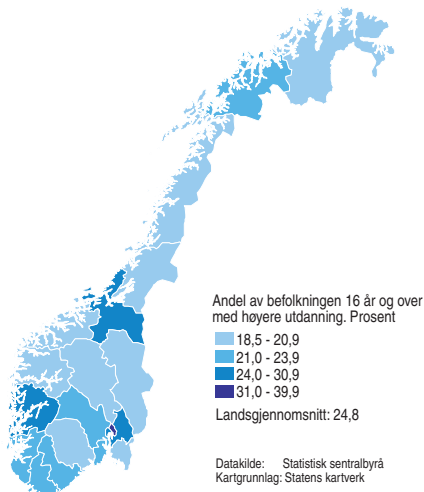 Andel av befolkningen 16 år og over
med høyere utdanning. Prosent
18,5 - 20,9
21,0 - 23,9
24,0 - 30,9
31,0 - 39,9
Landsgjennomsnitt: 24,8
Datakilde: Statistisk sentralbyrå
Kartgrunnlag: Statens kartverk